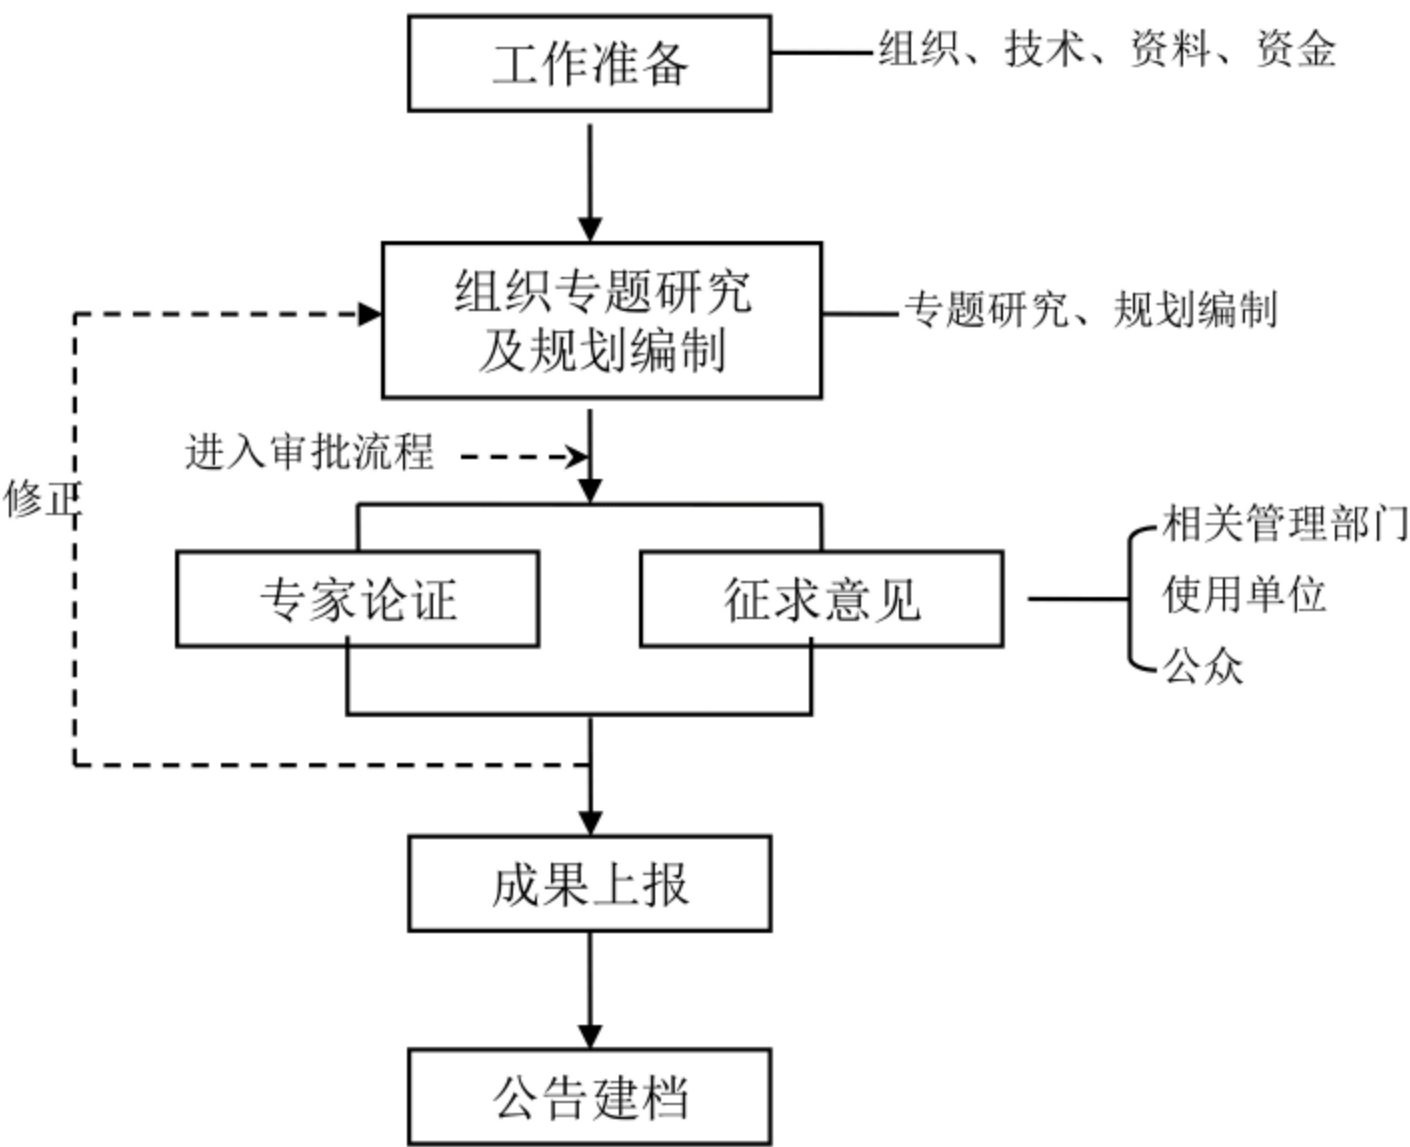 工作准备
组织、技术、资料、资金
组织专题研究
及规划编制
专题研究、规划编制
进入审批流程
修正
专家论证
征求意见
相关管理部门
使用单位
公众
成果上报
公告建档